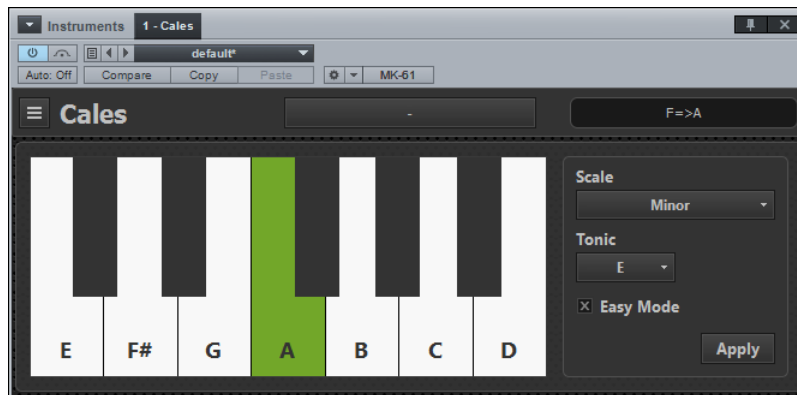 Instruments 1 - Cales
default*
Auto: Off Compare Copy Paste MK-61
Cales - F=>A
Scale
Minor
Tonic
E
Easy Mode
Apply
E F# G A B C D